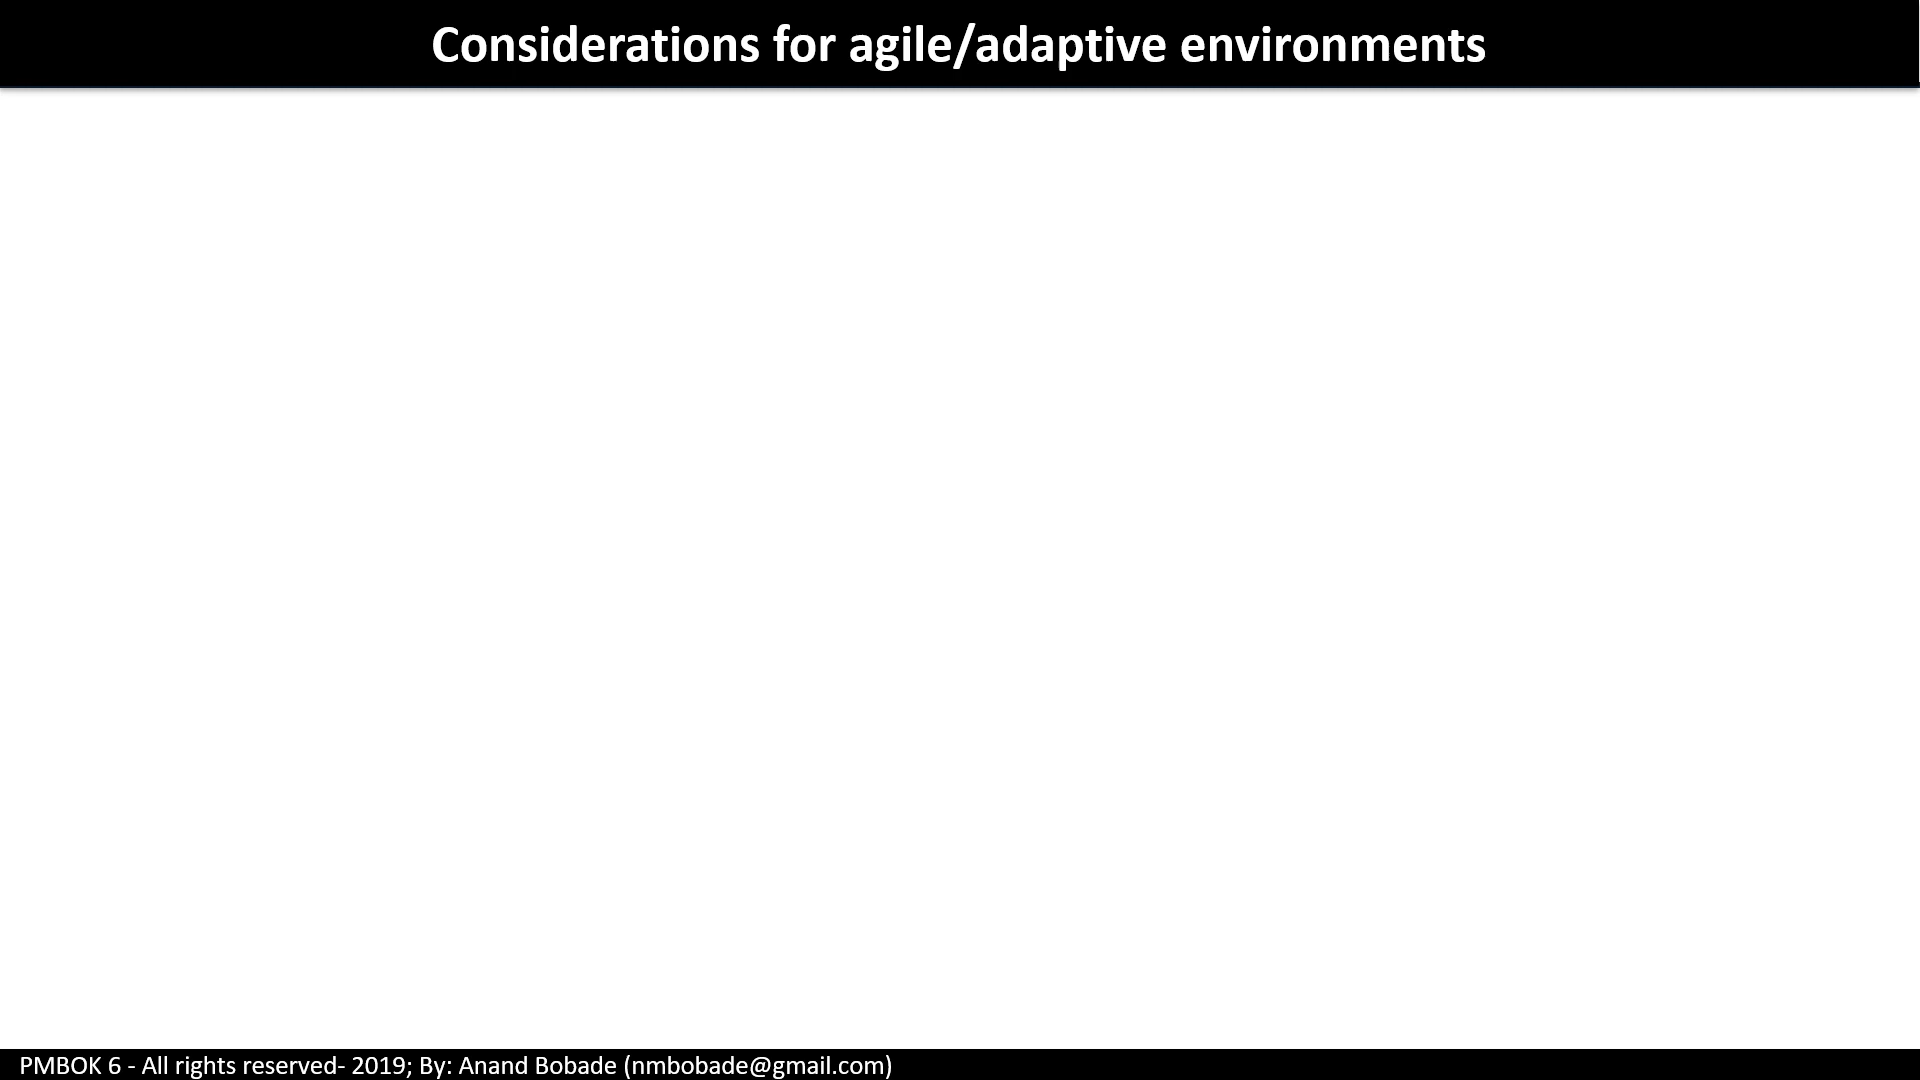 Considerations for agile/adaptive environments
PMBOK 6 - All rights reserved- 2019; By: Anand Bobade (nmbobade@gmail.com)